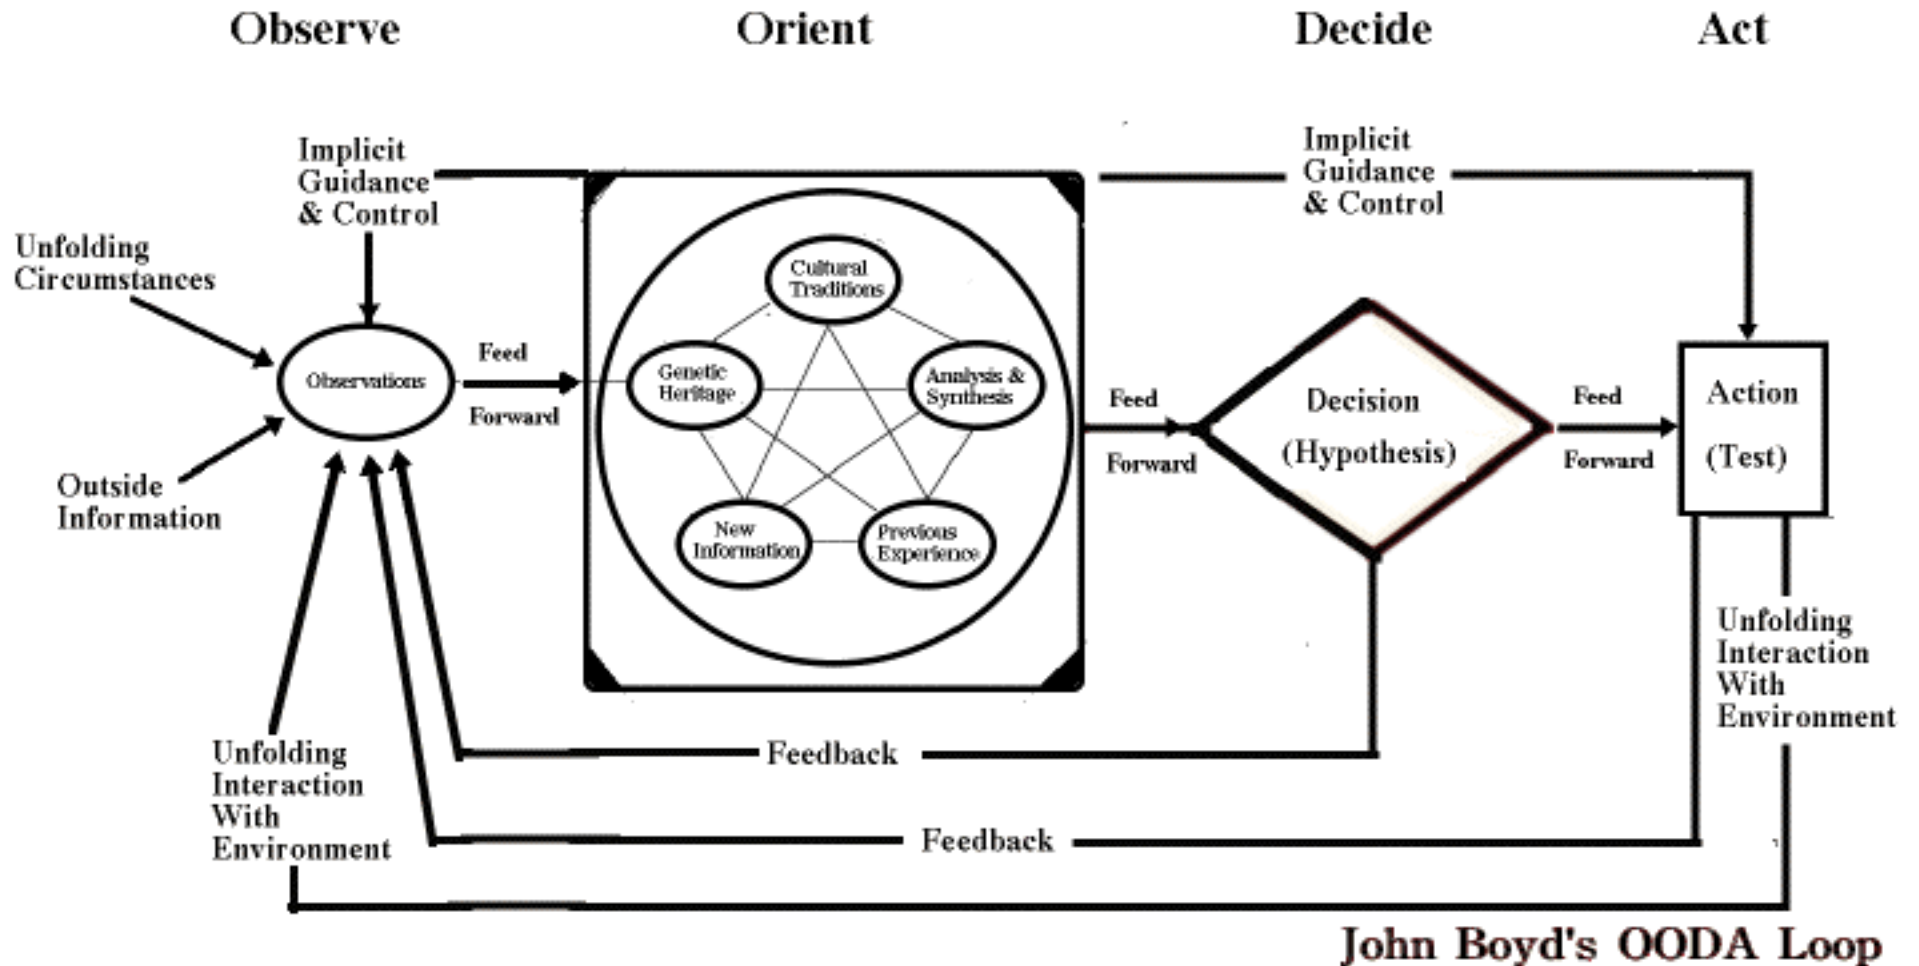 Observe
Orient
Decide
Act
Implicit
Guidance
& Control
Implicit
Guidance
& Control
Unfolding
Circumstances
Cultural
Traditions
Observations
Feed
Forward
Genetic
Heritage
Analysis &
Synthesis
Feed
Forward
Decision
(Hypothesis)
Feed
Forward
Action
(Test)
Outside
Information
New
Information
Previous
Experience
Unfolding
Interaction
With
Environment
Unfolding
Interaction
With
Environment
Feedback
Feedback
John Boyd's OODA Loop